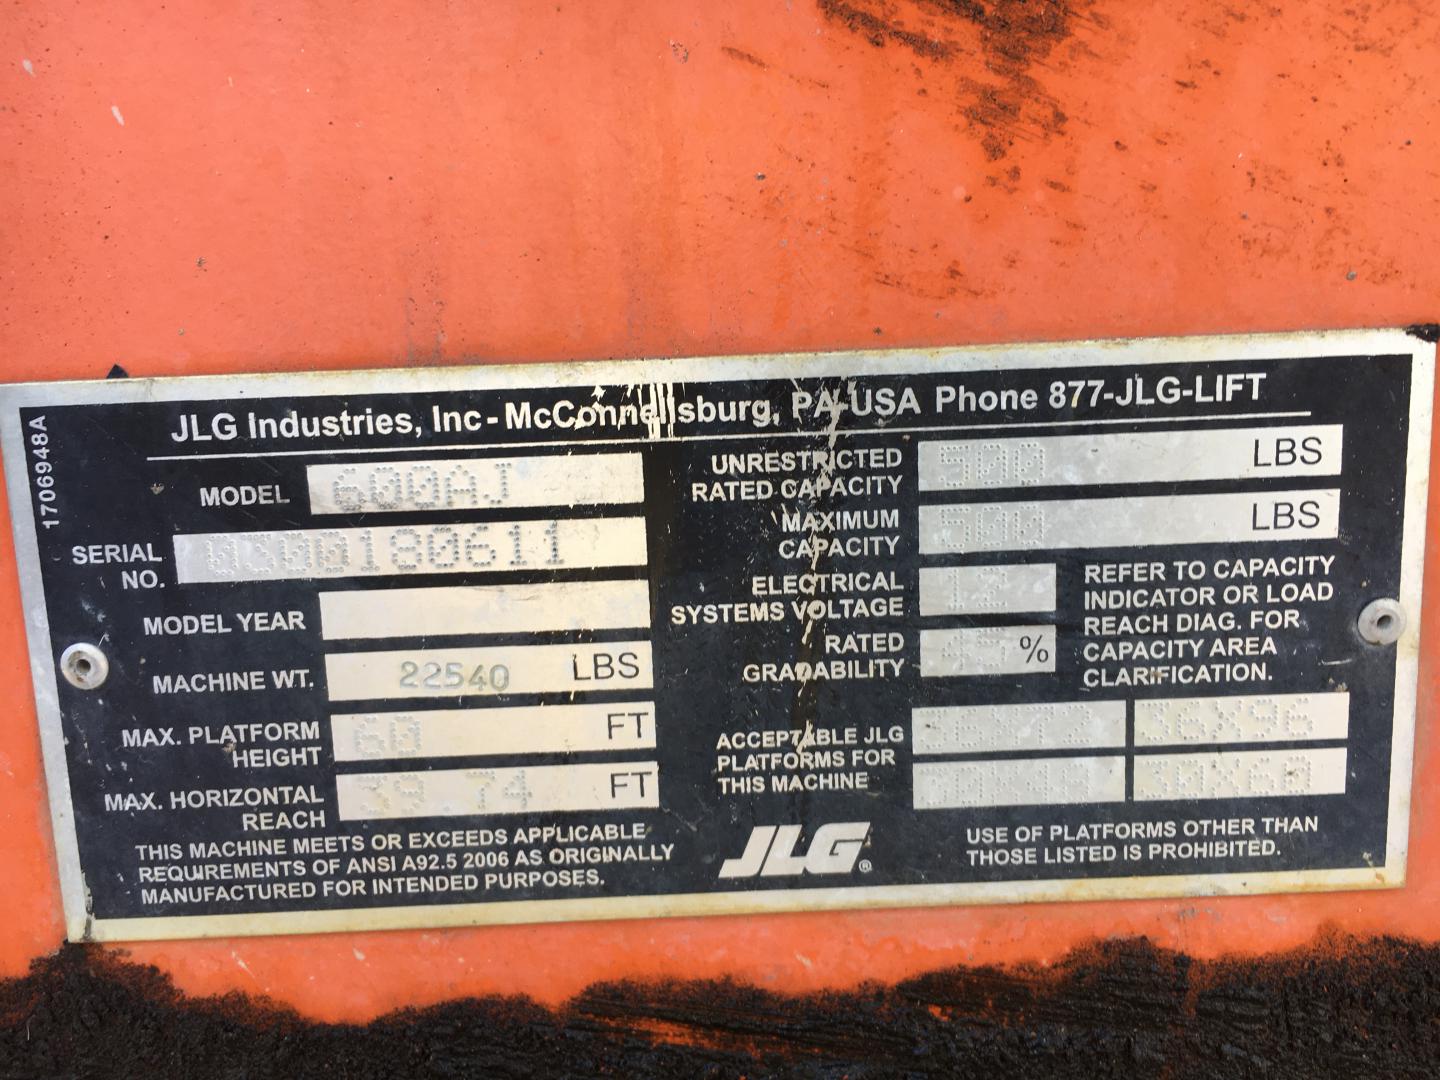 JLG Industries, Inc - McConnellsburg, PA-USA Phone 877-JLG-LIFT
1706948A
MODEL 600AJ
SERIAL NO. 0300180611
MODEL YEAR
MACHINE WT. 22540 LBS
MAX. PLATFORM HEIGHT 60 FT
MAX. HORIZONTAL REACH 39.74 FT
THIS MACHINE MEETS OR EXCEEDS APPLICABLE
REQUIREMENTS OF ANSI A92.5 2006 AS ORIGINALLY
MANUFACTURED FOR INTENDED PURPOSES.
UNRESTRICTED RATED CAPACITY 500 LBS
MAXIMUM CAPACITY 500 LBS
ELECTRICAL SYSTEMS VOLTAGE 12
RATED GRADABILITY 45 %
REFER TO CAPACITY
INDICATOR OR LOAD
REACH DIAG. FOR
CAPACITY AREA
CLARIFICATION.
ACCEPTABLE JLG
PLATFORMS FOR
THIS MACHINE
36X72 36X96
30X48 30X60
JLG®
USE OF PLATFORMS OTHER THAN
THOSE LISTED IS PROHIBITED.